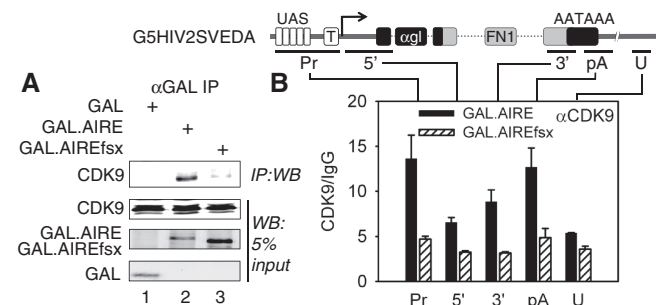 UAS
AATAAA
G5HIV2SVEDA
T
αgl
FN1
Pr
5'
3'
pA
U
A
αGAL IP
GAL
+
GAL.AIRE
+
GAL.AIREfsx
+
CDK9
IP:WB
CDK9
GAL.AIRE
GAL.AIREfsx
GAL
WB:
5%
input
1 2 3
B
20
15
10
5
0
CDK9/IgG
GAL.AIRE
GAL.AIREfsx
αCDK9
Pr 5' 3' pA U